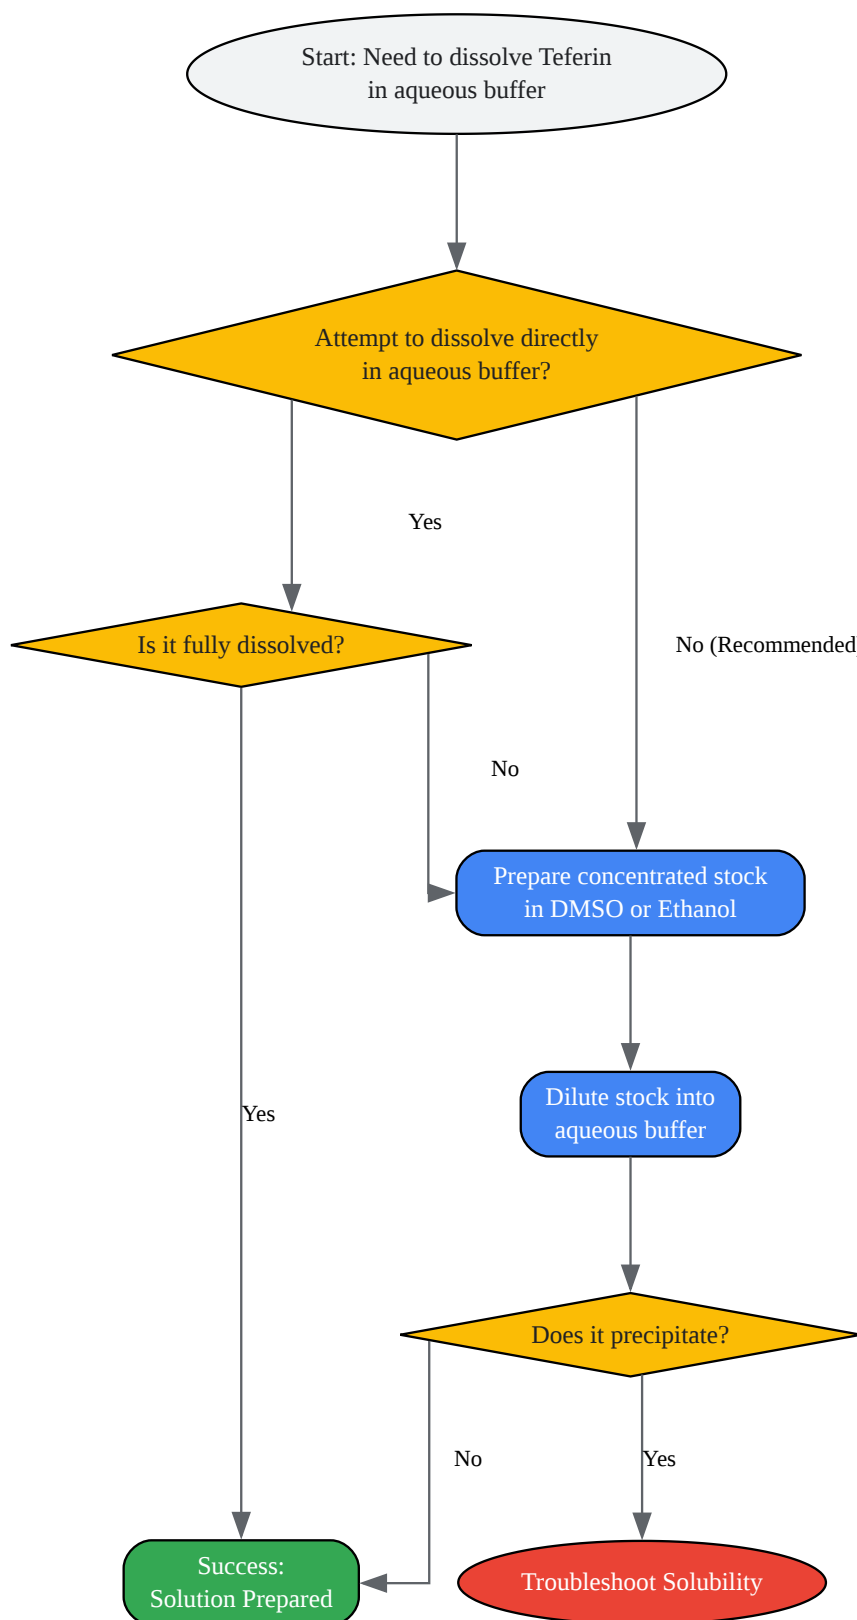 Start: Need to dissolve Teferin
in aqueous buffer
Attempt to dissolve directly
in aqueous buffer?
Yes
Is it fully dissolved?
No (Recommended)
No
Prepare concentrated stock
in DMSO or Ethanol
Dilute stock into
aqueous buffer
Yes
Does it precipitate?
No
Yes
Success:
Solution Prepared
Troubleshoot Solubility